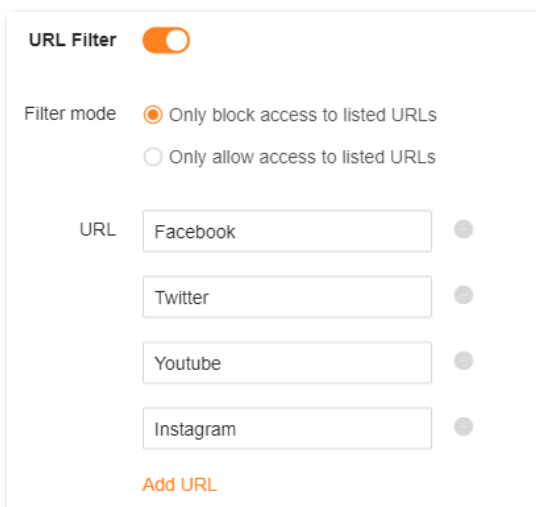 URL Filter
Filter mode
Only block access to listed URLs
Only allow access to listed URLs
URL
Facebook
Twitter
Youtube
Instagram
Add URL